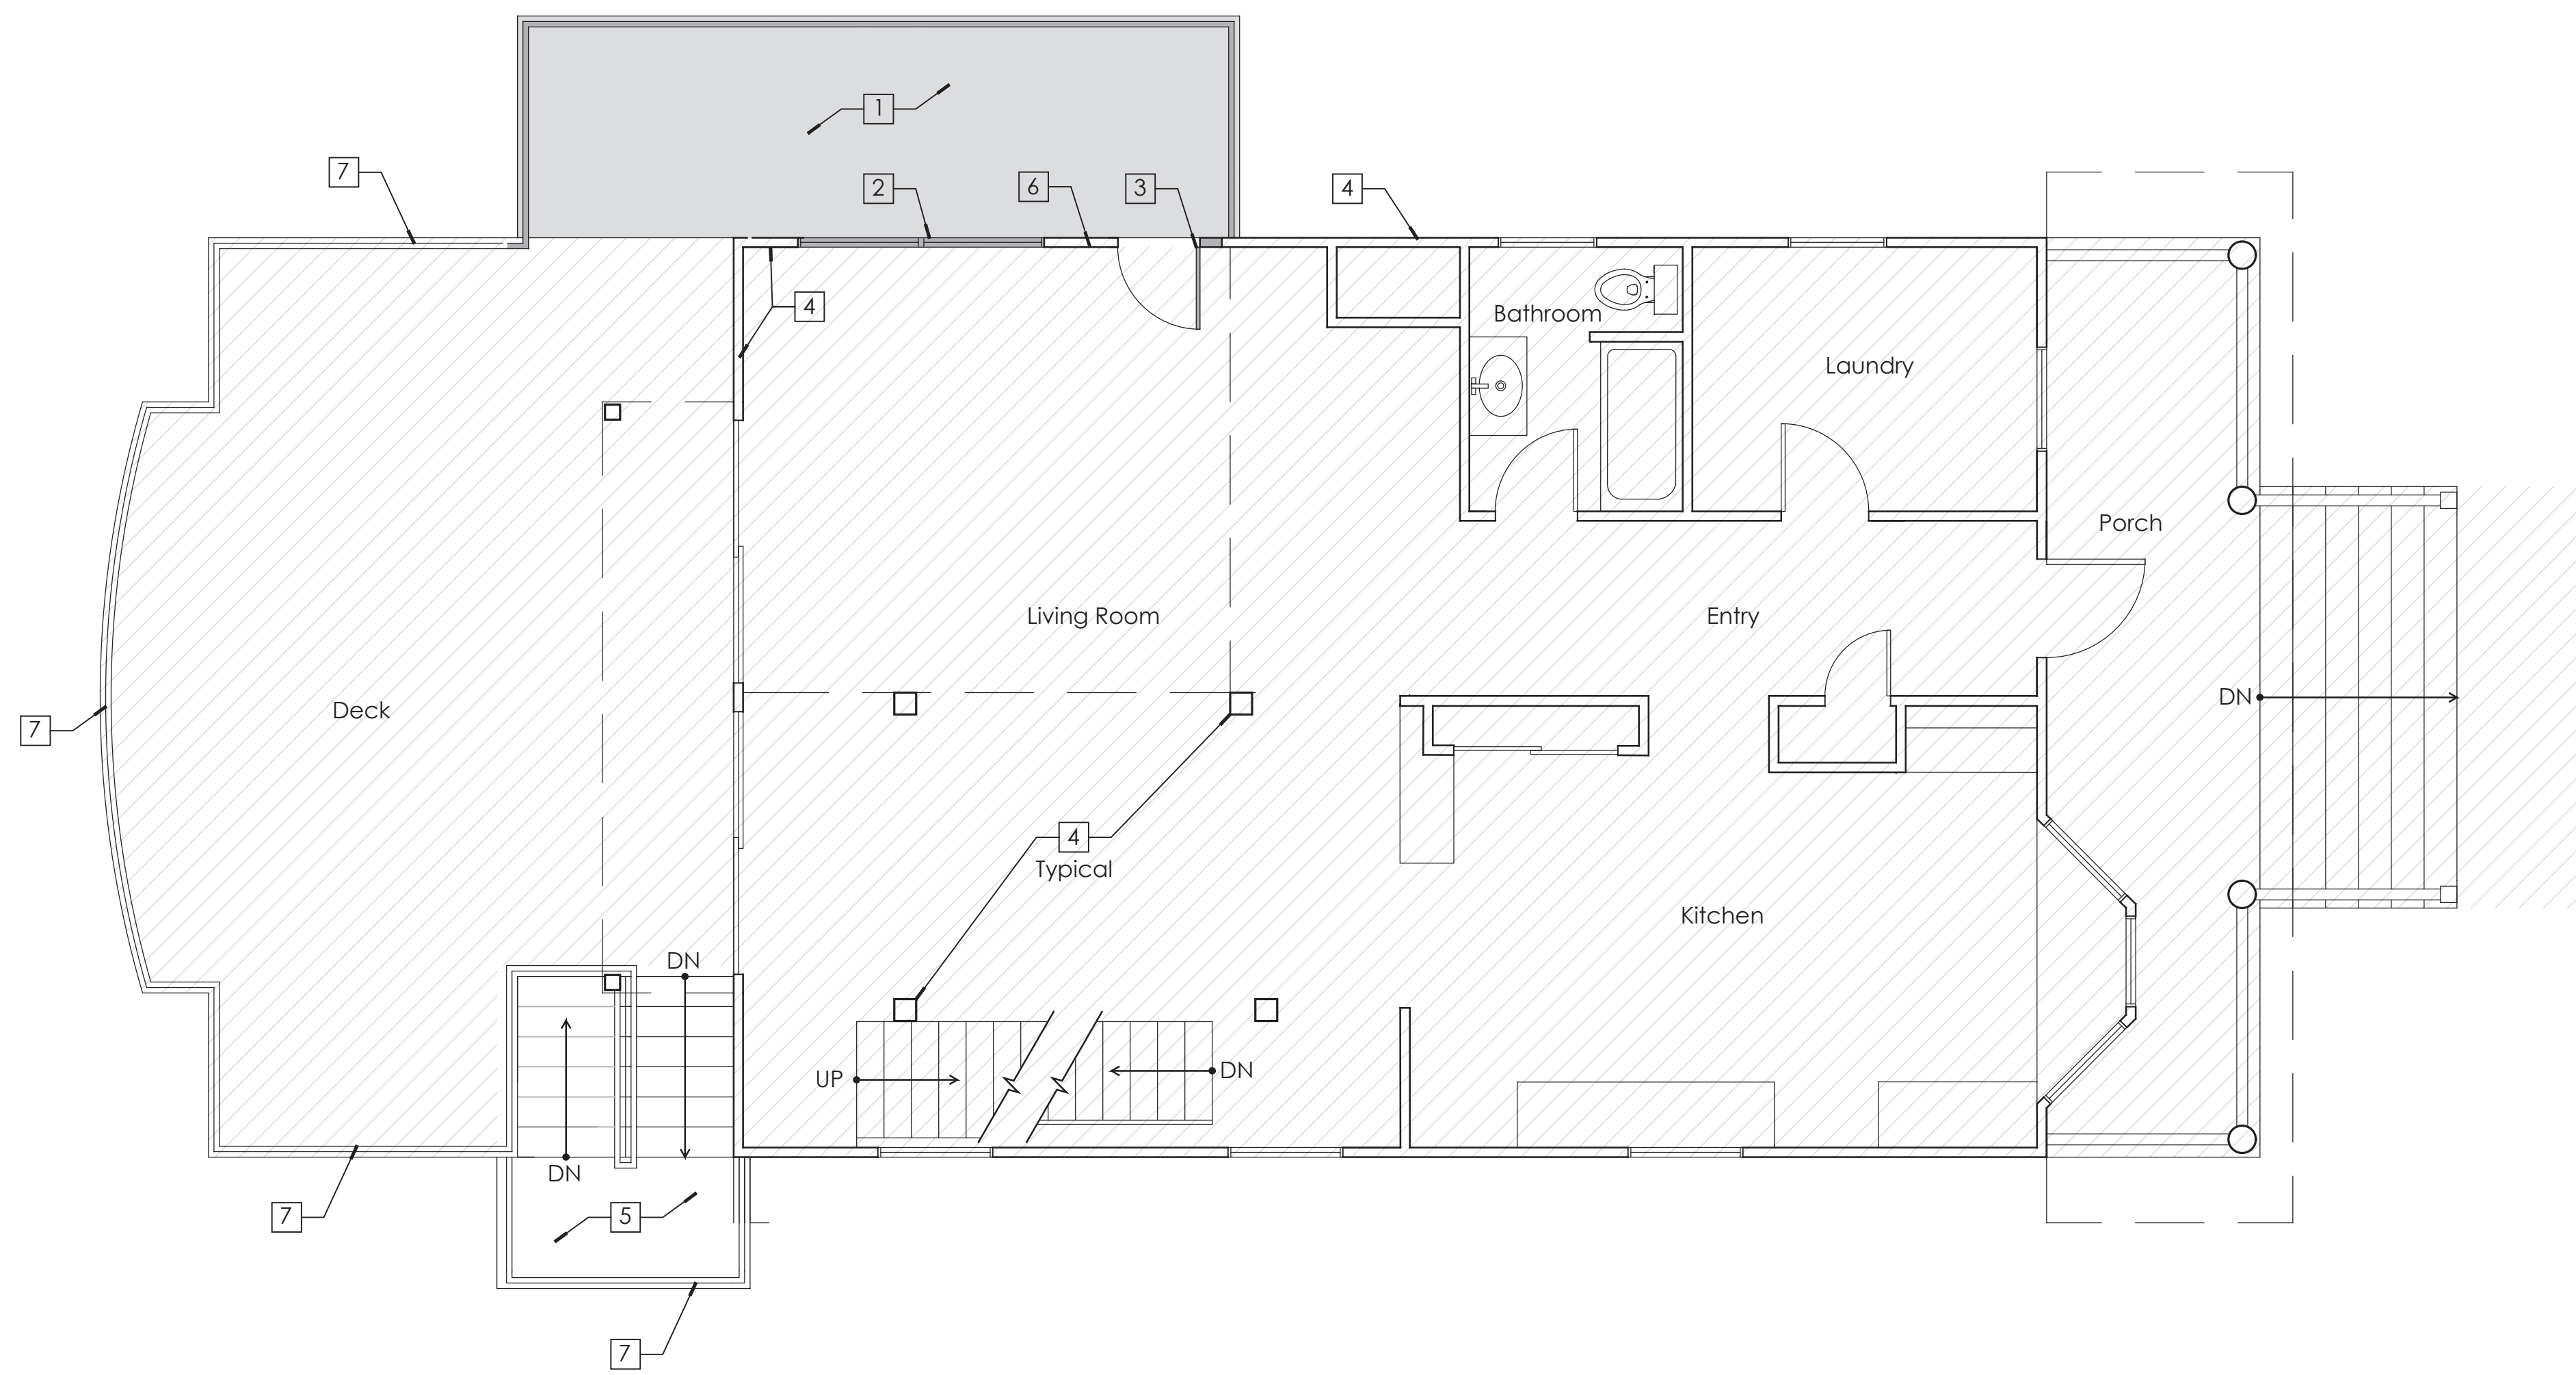 1
7
2
6
3
4
4
Bathroom
Laundry
Porch
Living Room
Entry
DN
Deck
7
4
Typical
Kitchen
DN
UP
DN
DN
7
5
7